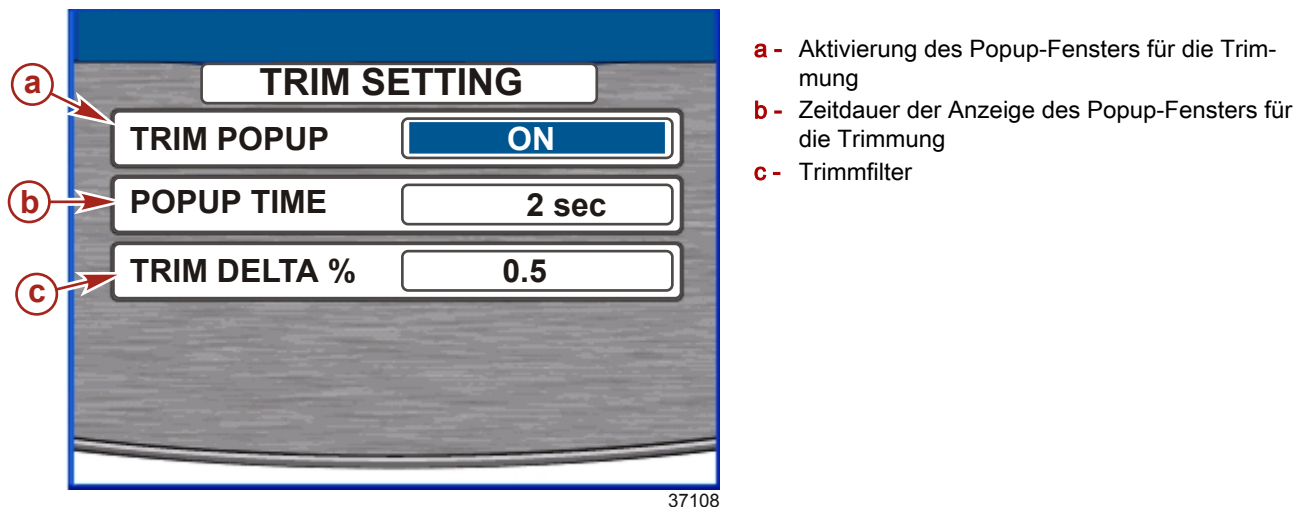 TRIM SETTING
a
TRIM POPUP ON
b
POPUP TIME 2 sec
c
TRIM DELTA % 0.5
37108
a - Aktivierung des Popup-Fensters für die Trim-
mung
b - Zeitdauer der Anzeige des Popup-Fensters für
die Trimmung
c - Trimmfilter